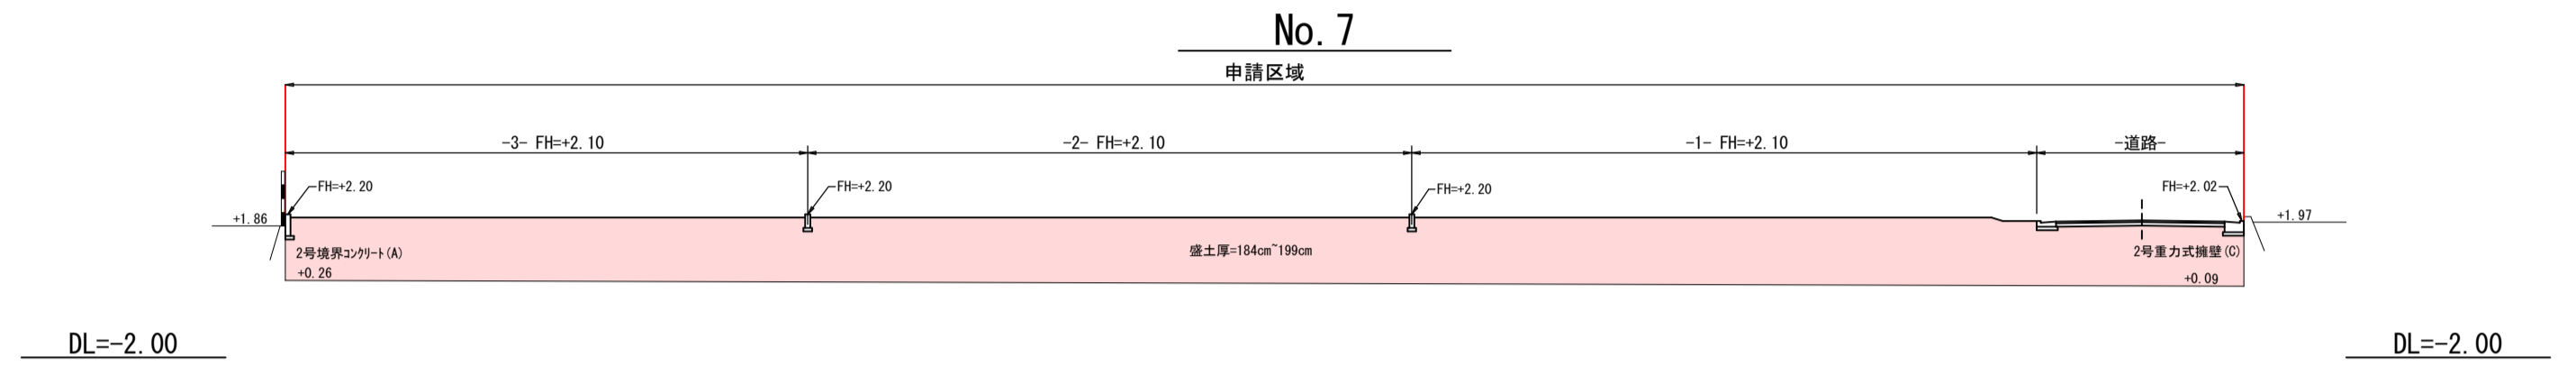 No.7
申請区域
-3- FH=+2.10
-2- FH=+2.10
-1- FH=+2.10
-道路-
FH=+2.20
FH=+2.20
FH=+2.20
FH=+2.02
+1.86
+1.97
2号境界コンクリート(A)
盛土厚=184cm~199cm
2号重力式擁壁(C)
+0.26
+0.09
DL=-2.00
DL=-2.00